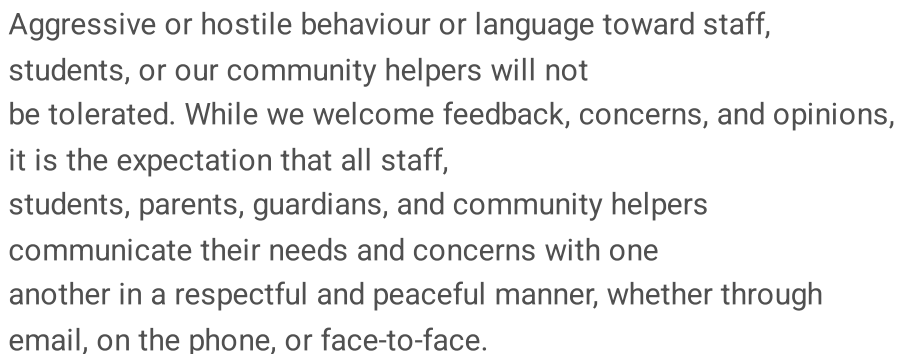 Aggressive or hostile behaviour or language toward staff,
students, or our community helpers will not
be tolerated. While we welcome feedback, concerns, and opinions,
it is the expectation that all staff,
students, parents, guardians, and community helpers
communicate their needs and concerns with one
another in a respectful and peaceful manner, whether through
email, on the phone, or face-to-face.